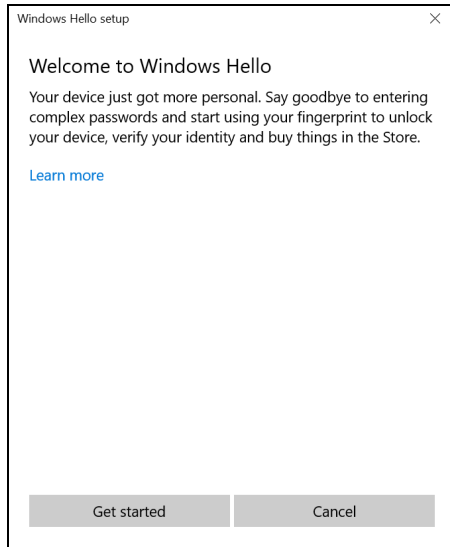 Windows Hello setup
Welcome to Windows Hello
Your device just got more personal. Say goodbye to entering
complex passwords and start using your fingerprint to unlock
your device, verify your identity and buy things in the Store.
Learn more
Get started
Cancel